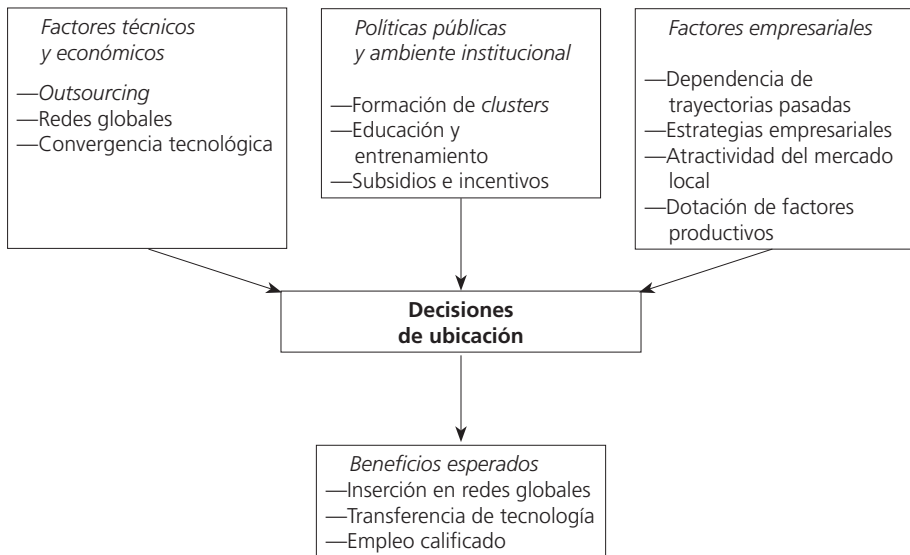 Factores técnicos
y económicos
—Outsourcing
—Redes globales
—Convergencia tecnológica
Políticas públicas
y ambiente institucional
—Formación de clusters
—Educación y
entrenamiento
—Subsidios e incentivos
Factores empresariales
—Dependencia de
trayectorias pasadas
—Estrategias empresariales
—Atractividad del mercado
local
—Dotación de factores
productivos
Decisiones
de ubicación
Beneficios esperados
—Inserción en redes globales
—Transferencia de tecnología
—Empleo calificado